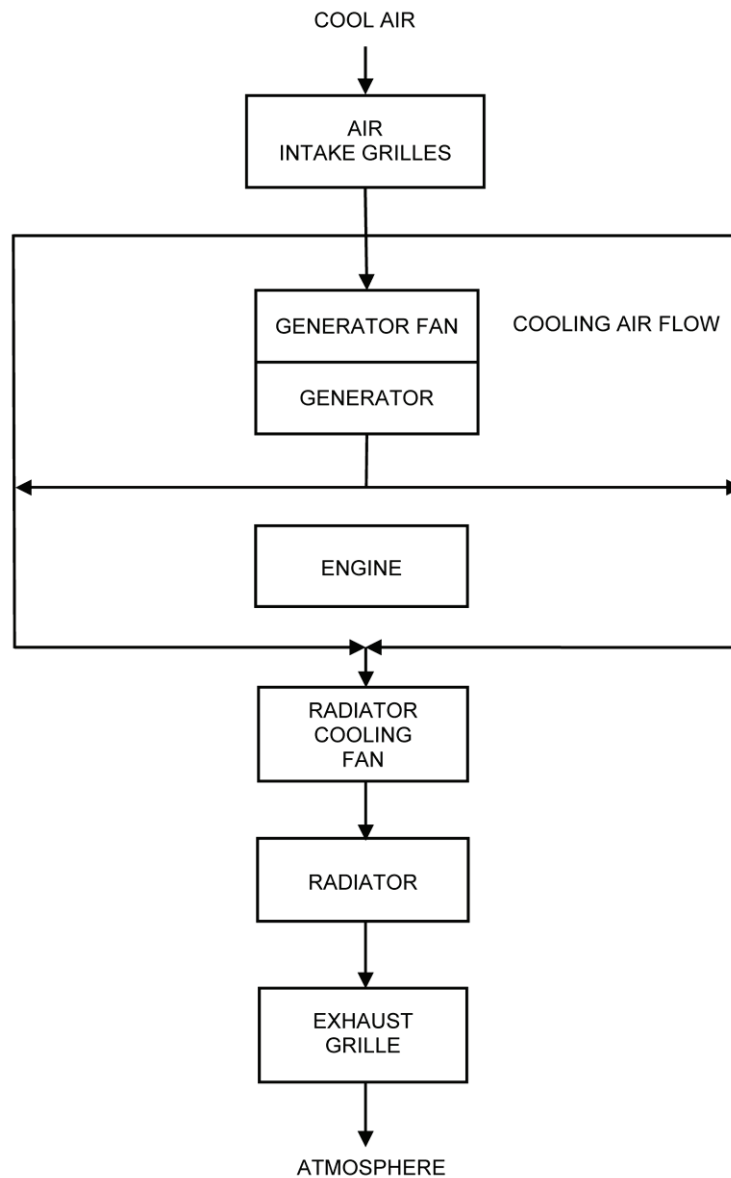 COOL AIR
AIR
INTAKE GRILLES
GENERATOR FAN
COOLING AIR FLOW
GENERATOR
ENGINE
RADIATOR
COOLING
FAN
RADIATOR
EXHAUST
GRILLE
ATMOSPHERE